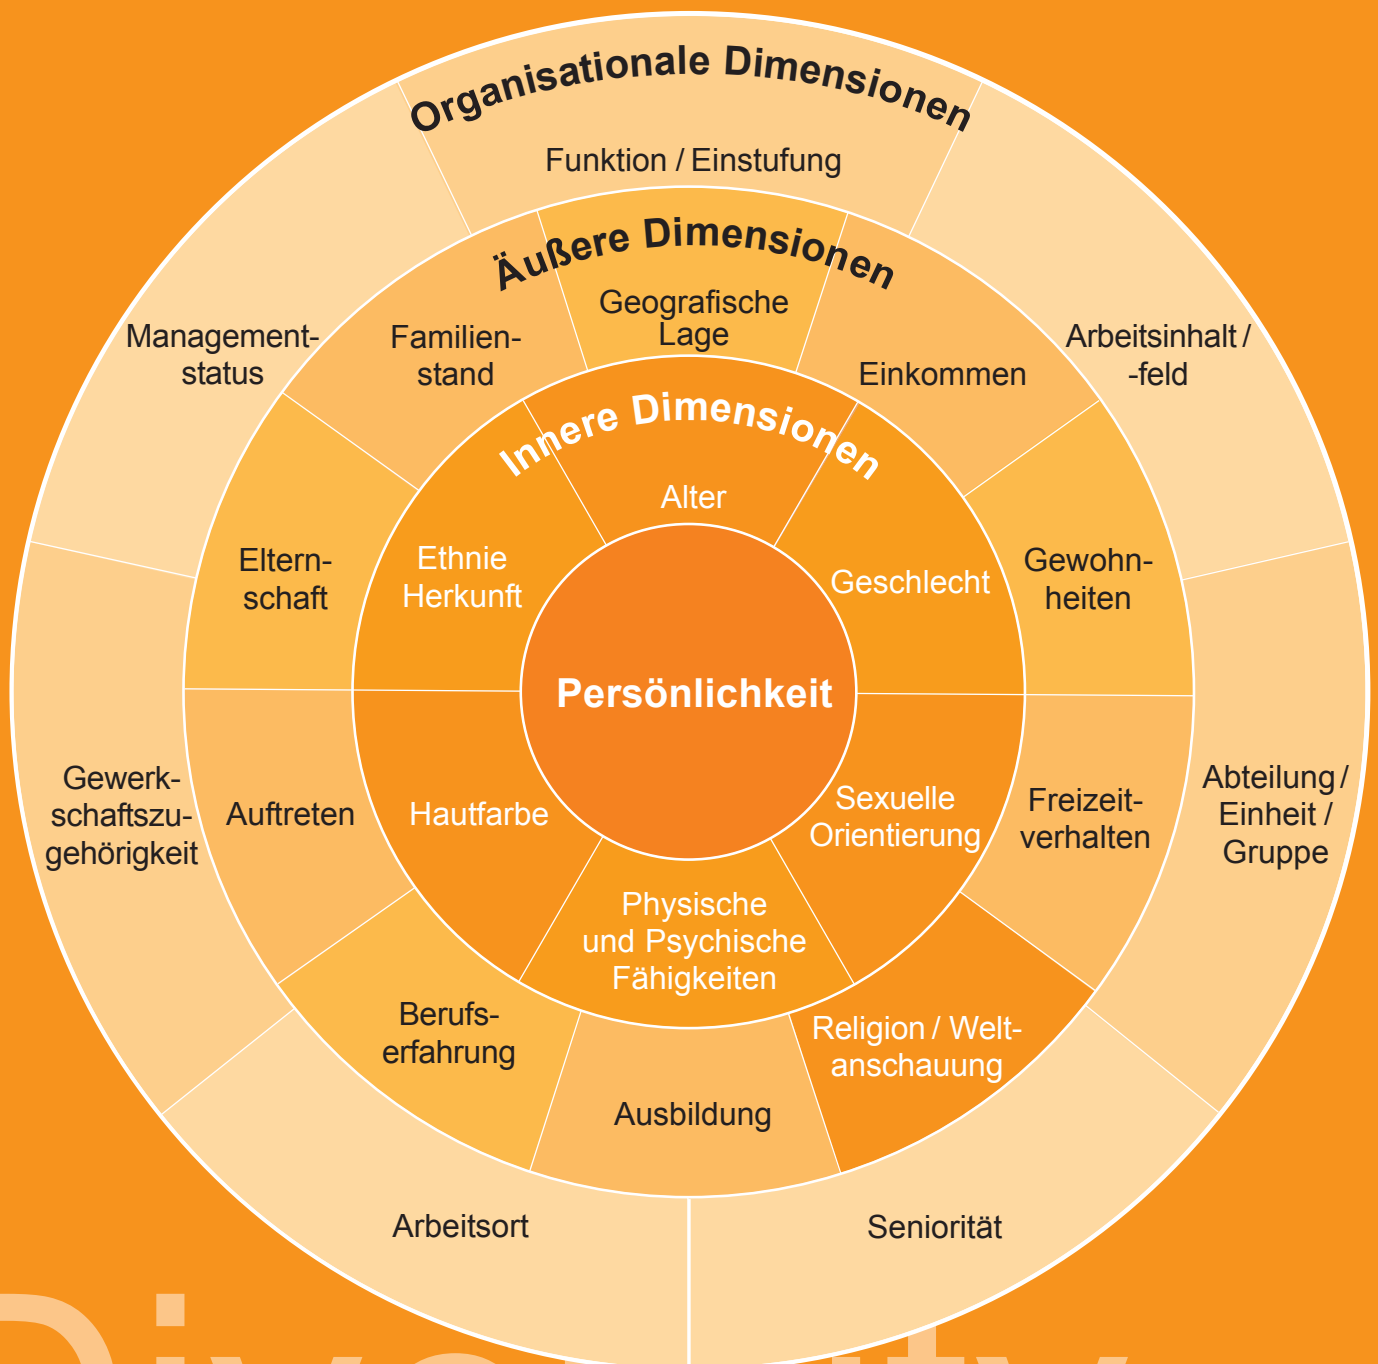 Organisationale Dimensionen
Funktion / Einstufung
Äußere Dimensionen
Geografische
Lage
Management-
status
Familien-
stand
Einkommen
Arbeitsinhalt /
-feld
Innere Dimensionen
Alter
Eltern-
schaft
Ethnie
Herkunft
Geschlecht
Gewohn-
heiten
Persönlichkeit
Gewerk-
schaftszu-
gehörigkeit
Auftreten
Hautfarbe
Sexuelle
Orientierung
Freizeit-
verhalten
Abteilung /
Einheit /
Gruppe
Physische
und Psychische
Fähigkeiten
Berufs-
erfahrung
Religion / Welt-
anschauung
Ausbildung
Arbeitsort
Seniorität
Diversity